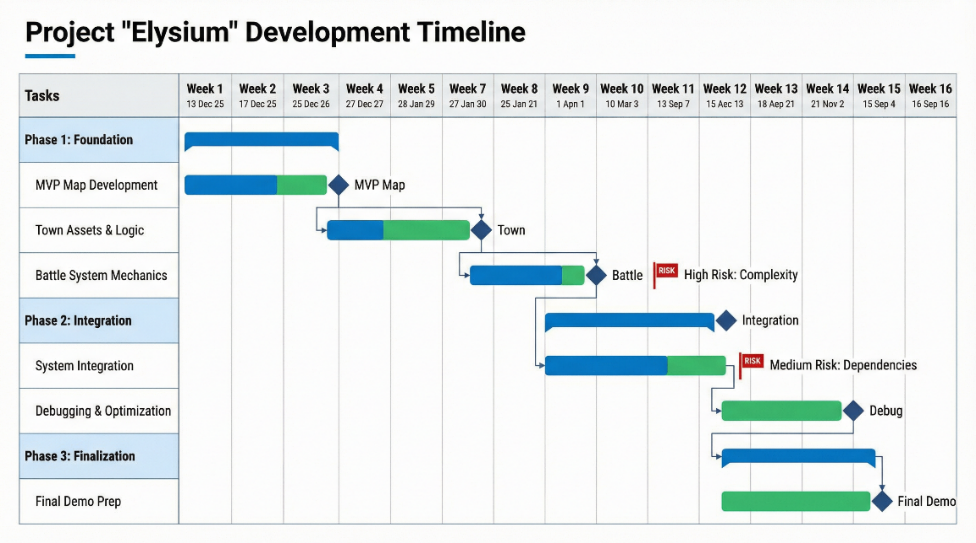 Project "Elysium" Development Timeline
Tasks
Week 1
13 Dec 25
Week 2
17 Dec 25
Week 3
25 Dec 26
Week 4
27 Dec 27
Week 5
28 Jan 29
Week 7
27 Jan 30
Week 8
25 Jan 21
Week 9
1 Apn 1
Week 10
10 Mar 3
Week 11
13 Sep 7
Week 12
15 Aec 13
Week 13
18 Aep 21
Week 14
21 Nov 2
Week 15
15 Sep 4
Week 16
16 Sep 16
Phase 1: Foundation
MVP Map Development
MVP Map
Town Assets & Logic
Town
Battle System Mechanics
Battle
RISK
High Risk: Complexity
Phase 2: Integration
Integration
System Integration
RISK
Medium Risk: Dependencies
Debugging & Optimization
Debug
Phase 3: Finalization
Final Demo Prep
Final Demo